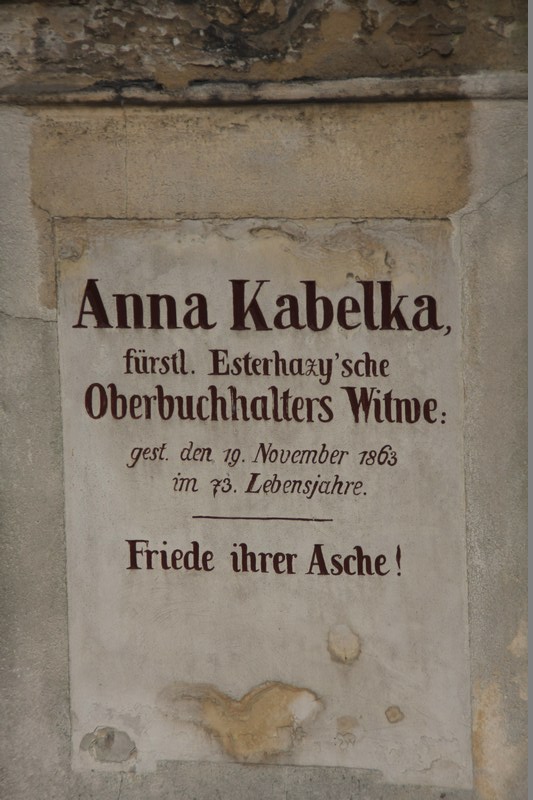 Anna Kabelka,
fürstl. Esterhazy'sche
Oberbuchhalters Witwe:
gest. den 19. November 1863
im 73. Lebensjahre.
Friede ihrer Asche!